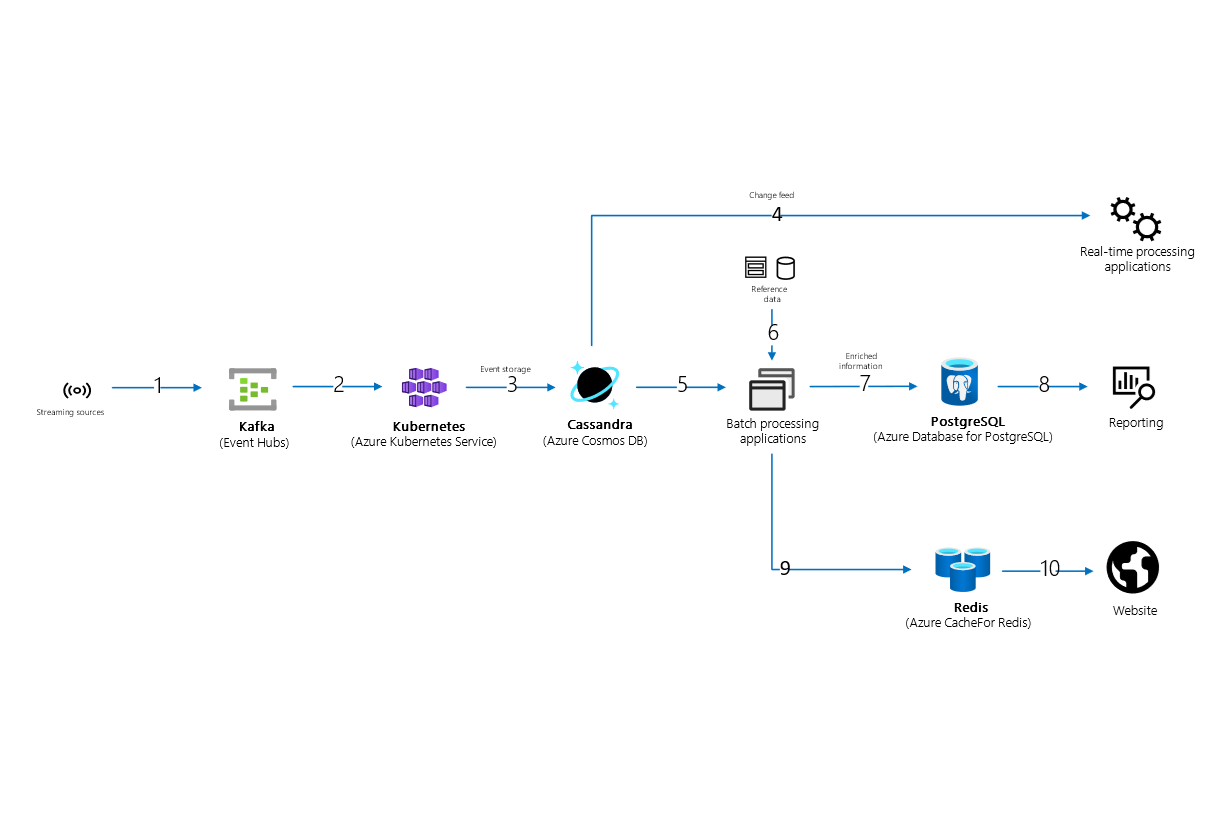 Change feed
4
Real-time processing
applications
Reference
data
6
Streaming sources
1
Kafka
(Event Hubs)
2
Kubernetes
(Azure Kubernetes Service)
Event storage
3
Cassandra
(Azure Cosmos DB)
5
Batch processing
applications
Enriched
information
7
PostgreSQL
(Azure Database for PostgreSQL)
8
Reporting
9
Redis
(Azure CacheFor Redis)
10
Website